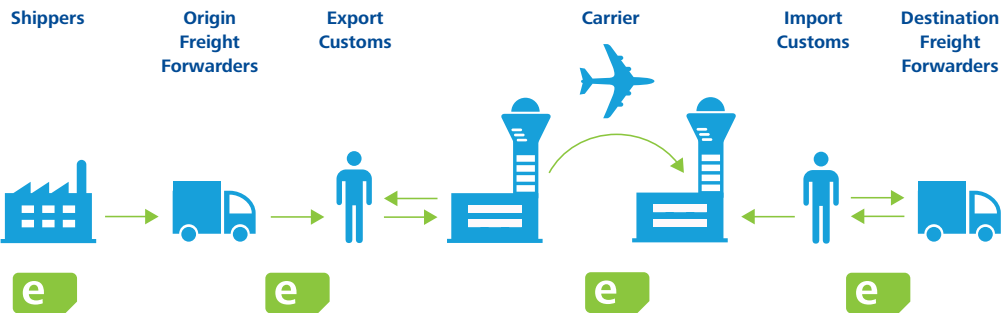 Shippers
Origin
Freight
Forwarders
Export
Customs
Carrier
Import
Customs
Destination
Freight
Forwarders
e
e
e
e